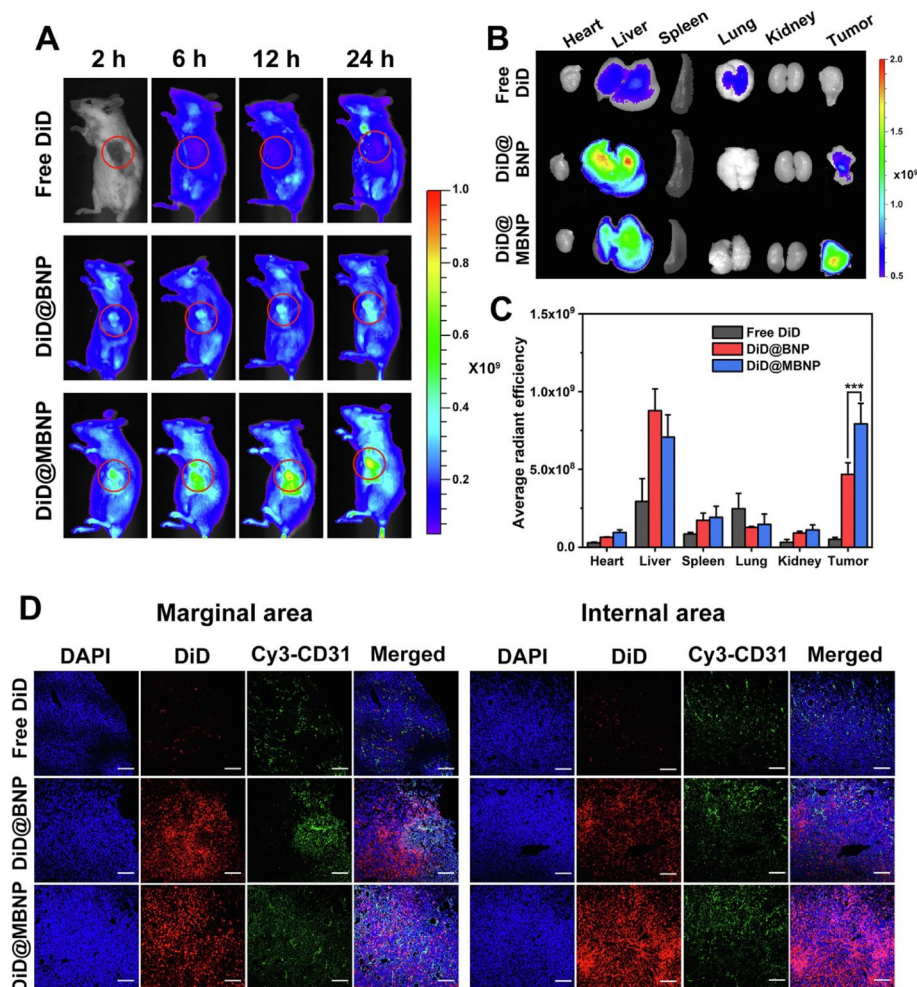 A
2 h 6 h 12 h 24 h
Free DiD
DiD@BNP
DiD@MBNP
1.0
0.8
0.6
X10⁹
0.4
0.2
B
Heart Liver Spleen Lung Kidney Tumor
Free DiD
DiD@ BNP
DiD@ MBNP
2.0
1.5
x10⁹
1.0
0.5
C
Average radiant efficiency
1.5x10⁹
1.0x10⁹
5.0x10⁸
0.0
Free DiD
DiD@BNP
DiD@MBNP
***
Heart Liver Spleen Lung Kidney Tumor
D
Marginal area Internal area
DAPI DiD Cy3-CD31 Merged DAPI DiD Cy3-CD31 Merged
Free DiD
DiD@BNP
DiD@MBNP